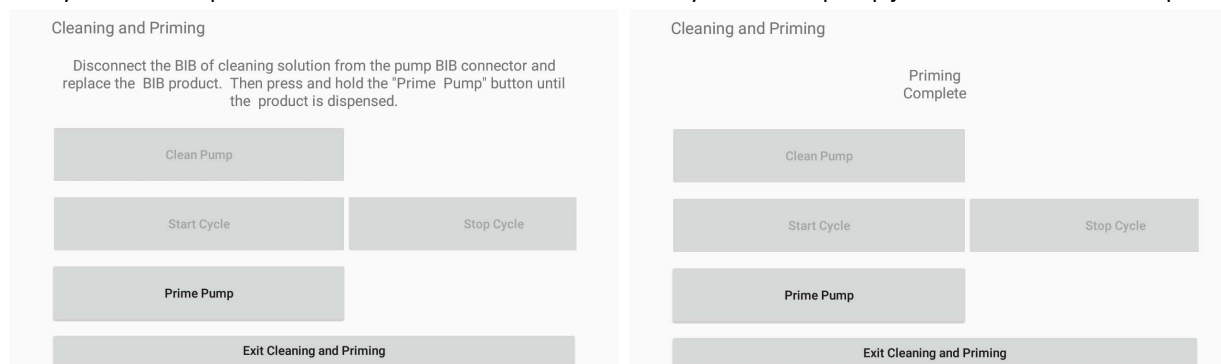 Cleaning and Priming
Disconnect the BIB of cleaning solution from the pump BIB connector and
replace the BIB product. Then press and hold the "Prime Pump" button until
the product is dispensed.
Clean Pump
Start Cycle
Stop Cycle
Prime Pump
Exit Cleaning and Priming
Cleaning and Priming
Priming
Complete
Clean Pump
Start Cycle
Stop Cycle
Prime Pump
Exit Cleaning and Priming